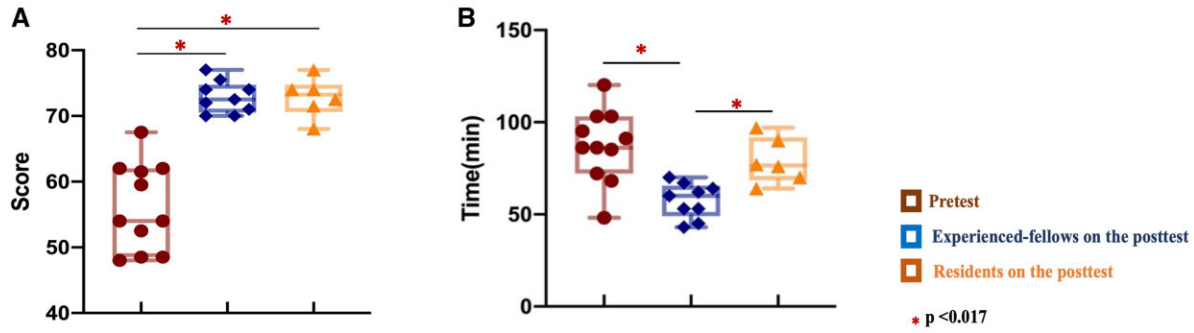 A
*
*
80
70
60
50
40
Score
B
*
*
150
100
50
0
Time(min)
Pretest
Experienced-fellows on the posttest
Residents on the posttest
* p <0.017